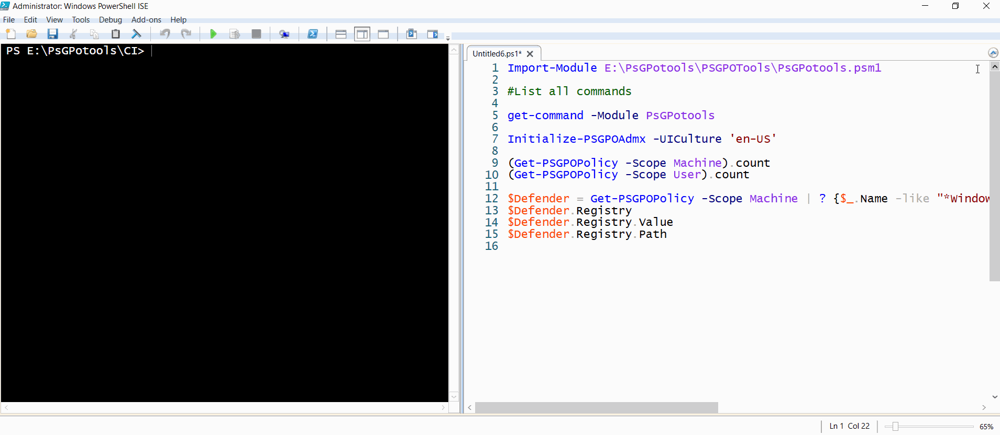 Administrator: Windows PowerShell ISE
File Edit View Tools Debug Add-ons Help
PS E:\PsGPotools\CI>
Untitled6.ps1*
1 Import-Module E:\PsGPotools\PSGPOTools\PsGPotools.psm1
2
3 #List all commands
4
5 get-command -Module PsGPotools
6
7 Initialize-PSGPOAdmx -UICulture 'en-US'
8
9 (Get-PSGPOPolicy -Scope Machine).count
10 (Get-PSGPOPolicy -Scope User).count
11
12 $Defender = Get-PSGPOPolicy -Scope Machine | ? {$_.Name -like "*Window
13 $Defender.Registry
14 $Defender.Registry.Value
15 $Defender.Registry.Path
16
Ln 1 Col 22
65%